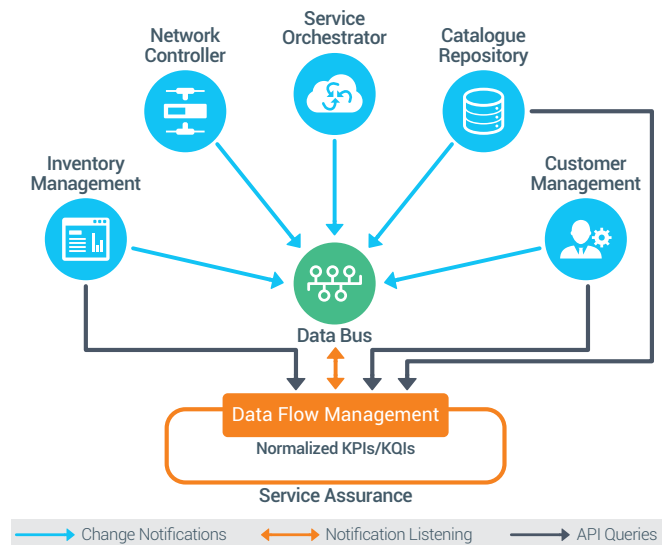 Service
Orchestrator
Network
Controller
Catalogue
Repository
Inventory
Management
Customer
Management
Data Bus
Data Flow Management
Normalized KPIs/KQIs
Service Assurance
Change Notifications
Notification Listening
API Queries